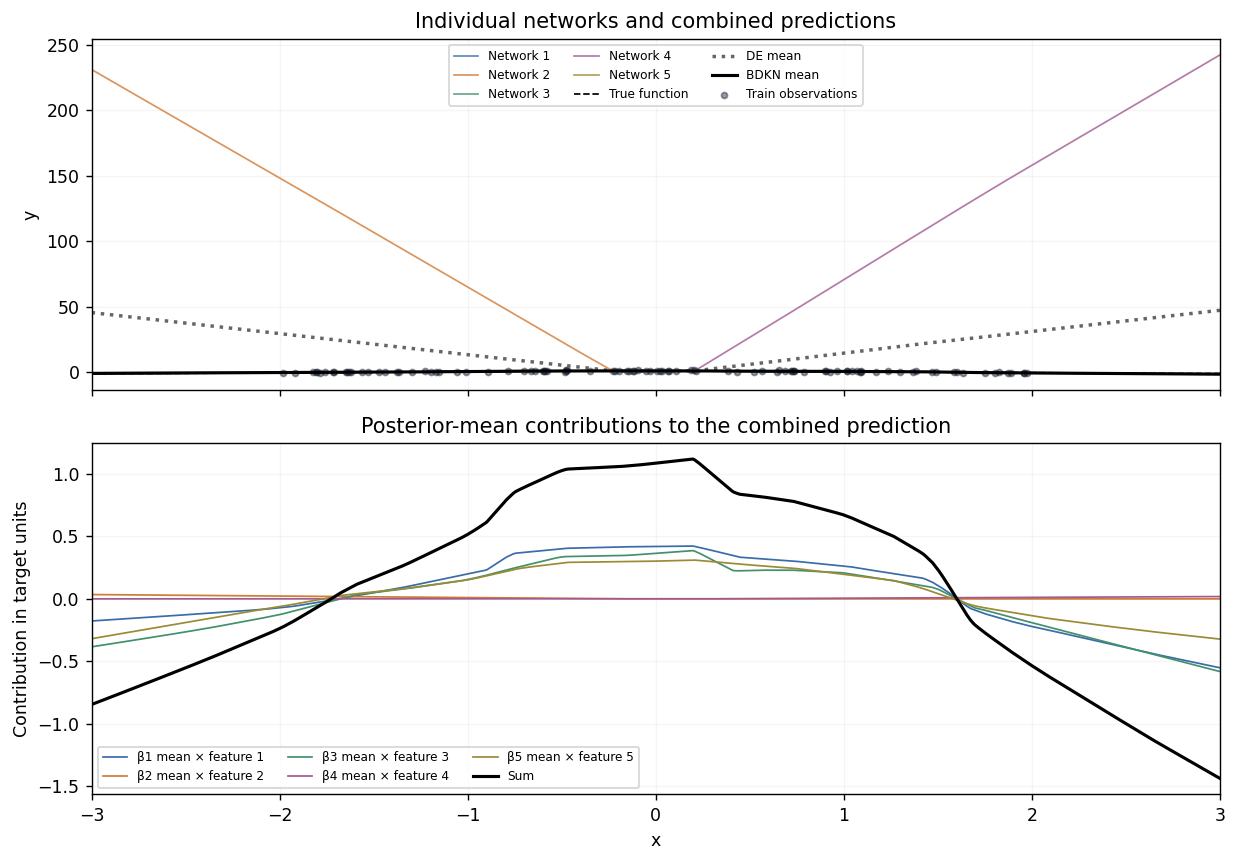 Individual networks and combined predictions
250
200
150
100
50
0
y
Network 1
Network 2
Network 3
Network 4
Network 5
True function
DE mean
BDKN mean
Train observations
Posterior-mean contributions to the combined prediction
1.0
0.5
0.0
−0.5
−1.0
−1.5
Contribution in target units
β1 mean × feature 1
β2 mean × feature 2
β3 mean × feature 3
β4 mean × feature 4
β5 mean × feature 5
Sum
−3 −2 −1 0 1 2 3
x